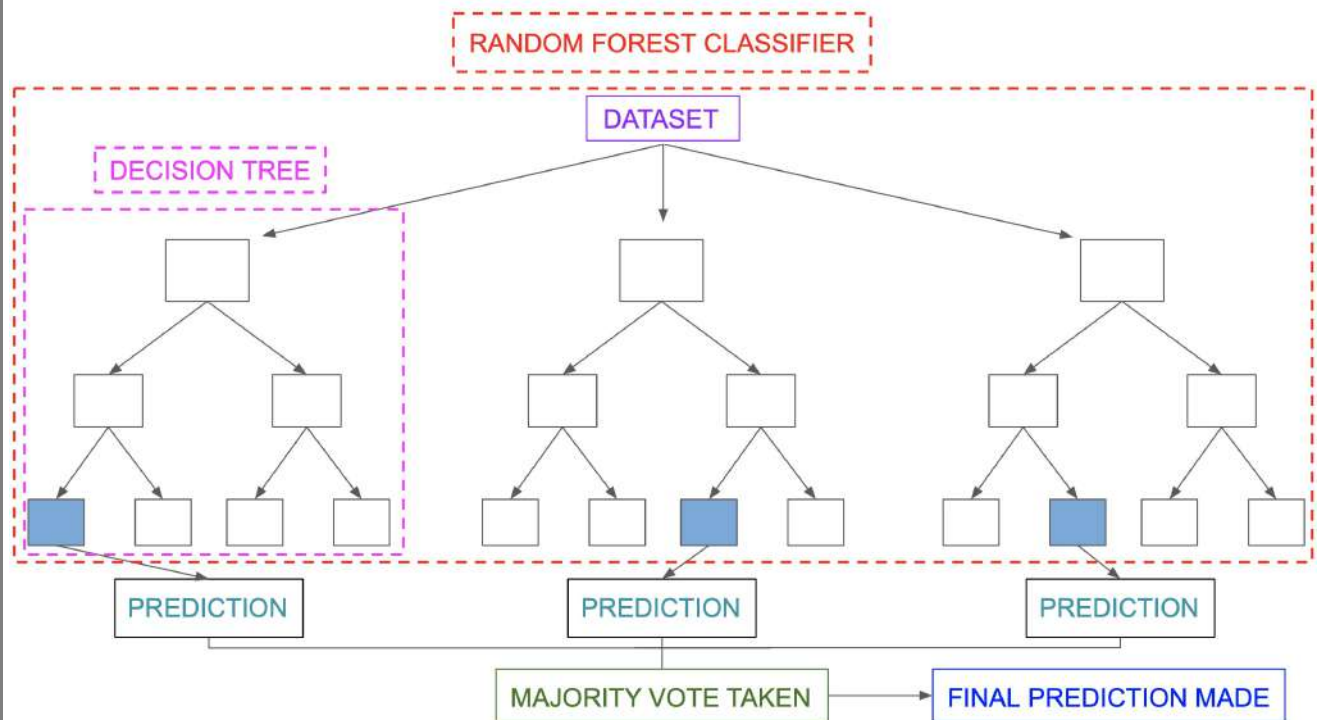 RANDOM FOREST CLASSIFIER
DATASET
DECISION TREE
PREDICTION
PREDICTION
PREDICTION
MAJORITY VOTE TAKEN
FINAL PREDICTION MADE